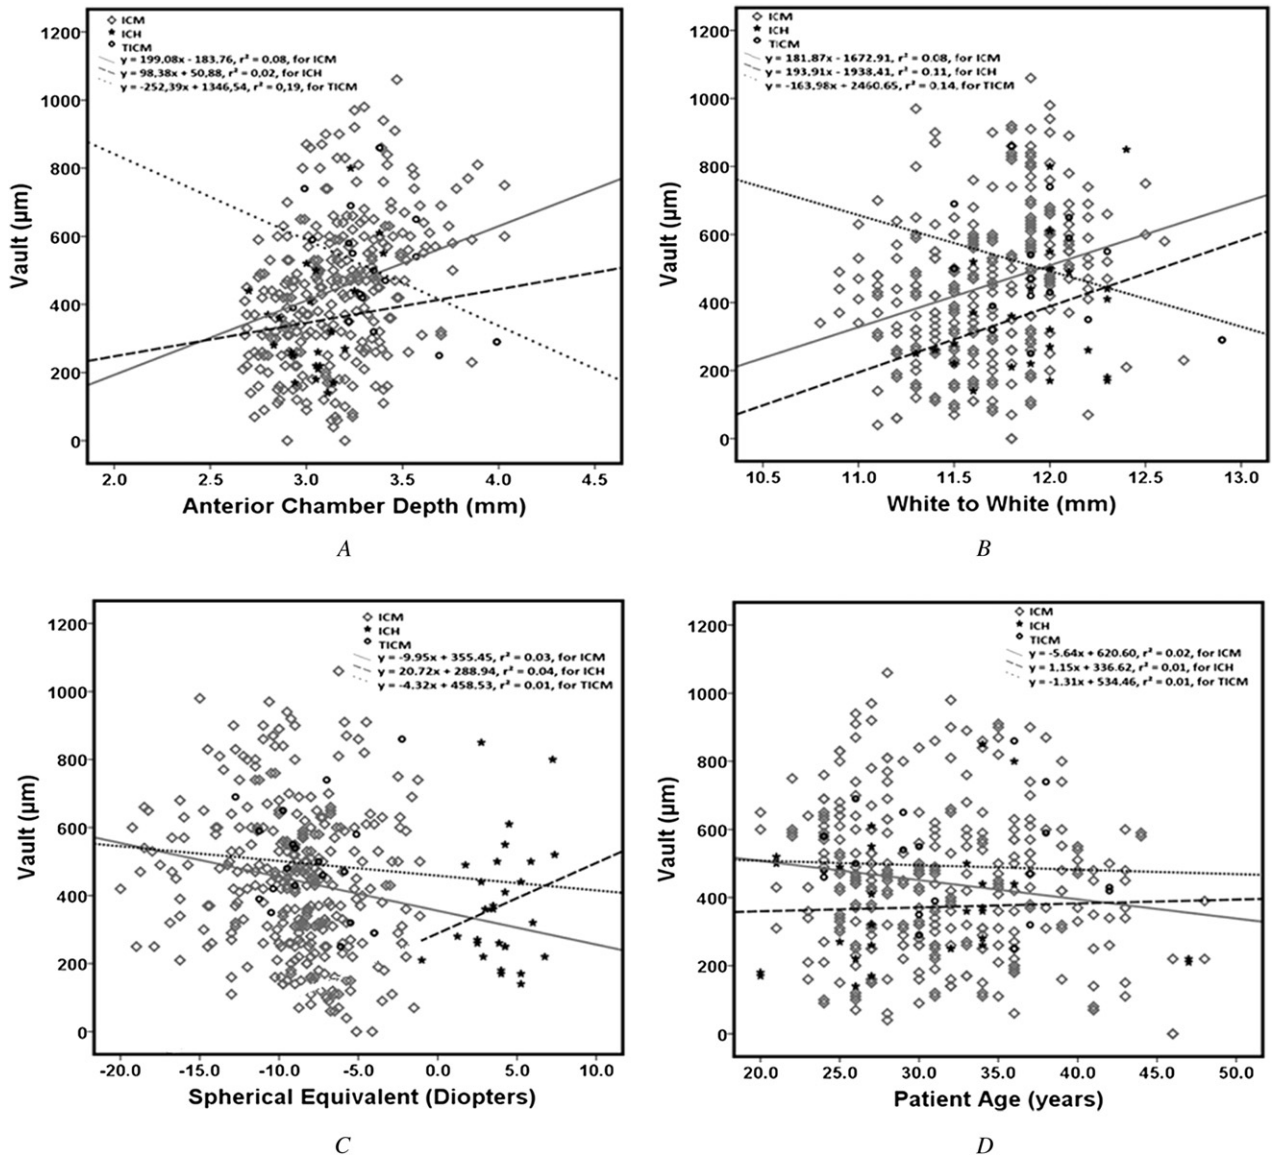 ICM
ICH
TICM
y = 199,08x - 183,76, r² = 0,08, for ICM
y = 98,38x + 50,88, r² = 0,02, for ICH
y = -252,39x + 1346,54, r² = 0,19, for TICM
1200
1000
800
600
400
200
0
Vault (µm)
2.0 2.5 3.0 3.5 4.0 4.5
Anterior Chamber Depth (mm)
A
ICM
ICH
TICM
y = 181.87x - 1672.91, r² = 0.08, for ICM
y = 193.91x - 1938.41, r² = 0.11, for ICH
y = -163,98x + 2460.65, r² = 0.14, for TICM
1200
1000
800
600
400
200
0
Vault (µm)
10.5 11.0 11.5 12.0 12.5 13.0
White to White (mm)
B
ICM
ICH
TICM
y = -9.95x + 355.45, r² = 0.03, for ICM
y = 20.72x + 288.94, r² = 0.04, for ICH
y = -4.32x + 458.53, r² = 0.01, for TICM
1200
1000
800
600
400
200
0
Vault (µm)
-20.0 -15.0 -10.0 -5.0 0.0 5.0 10.0
Spherical Equivalent (Diopters)
C
ICM
ICH
TICM
y = -5.64x + 620.60, r² = 0.02, for ICM
y = 1.15x + 336.62, r² = 0.01, for ICH
y = -1.31x + 534.46, r² = 0.01, for TICM
1200
1000
800
600
400
200
0
Vault (µm)
20.0 25.0 30.0 35.0 40.0 45.0 50.0
Patient Age (years)
D